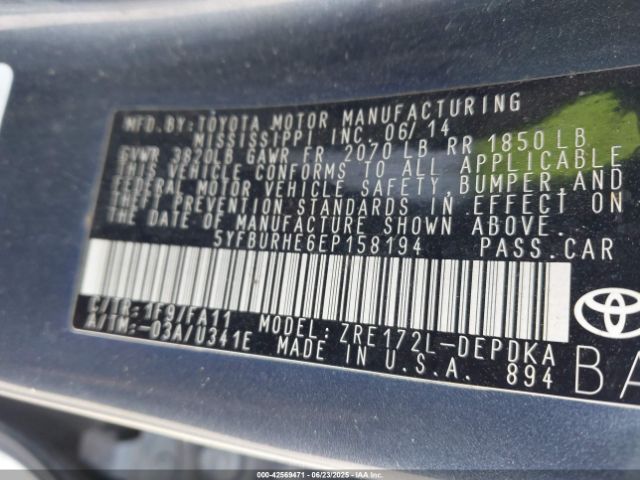 MFD.BY:TOYOTA MOTOR MANUFACTURING
MISSISSIPPI INC. 06/14
GVWR 3820LB GAWR FR 2070 LB RR 1850 LB
THIS VEHICLE CONFORMS TO ALL APPLICABLE
FEDERAL MOTOR VEHICLE SAFETY,BUMPER,AND
THEFT PREVENTION STANDARDS IN EFFECT ON
THE DATE OF MANUFACTURE SHOWN ABOVE.
5YFBURHE6EP158194 PASS.CAR
C/TR:1F9/FA11 MODEL:ZRE172L-DEPDKA
A/TM:-03A/U341E MADE IN U.S.A. 894
BA
000-42569471 - 06/23/2025 - IAA Inc.